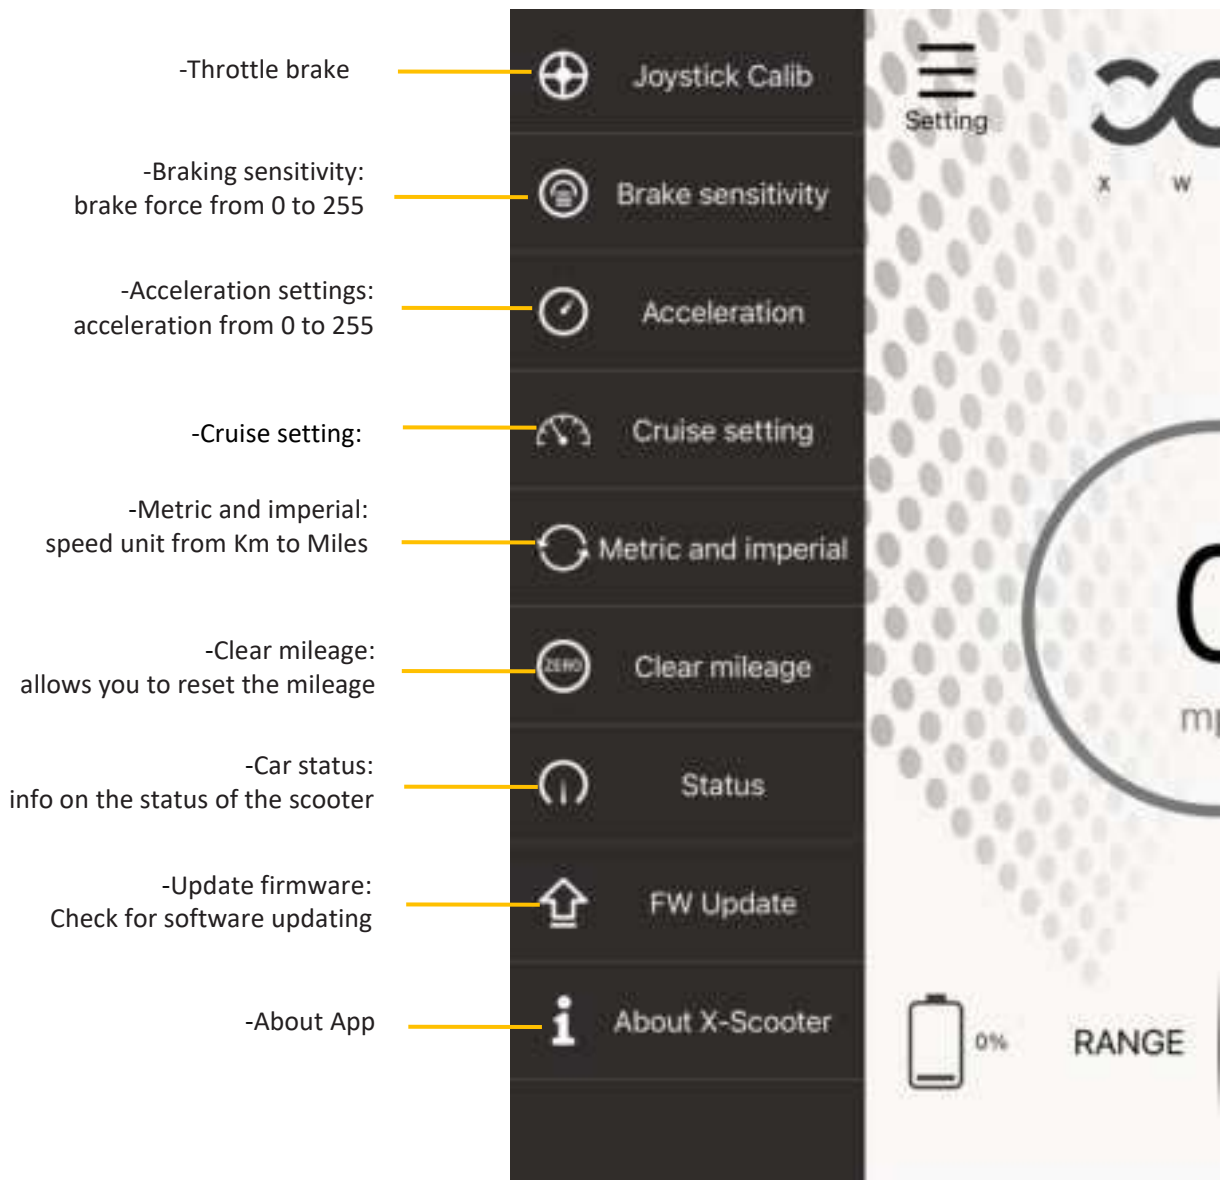 -Throttle brake
Joystick Calib
Setting
x w
-Braking sensitivity:
brake force from 0 to 255
Brake sensitivity
-Acceleration settings:
acceleration from 0 to 255
Acceleration
-Cruise setting:
Cruise setting
-Metric and imperial:
speed unit from Km to Miles
Metric and imperial
0
-Clear mileage:
allows you to reset the mileage
ZERO
Clear mileage
mp
-Car status:
info on the status of the scooter
Status
-Update firmware:
Check for software updating
FW Update
-About App
About X-Scooter
0%
RANGE